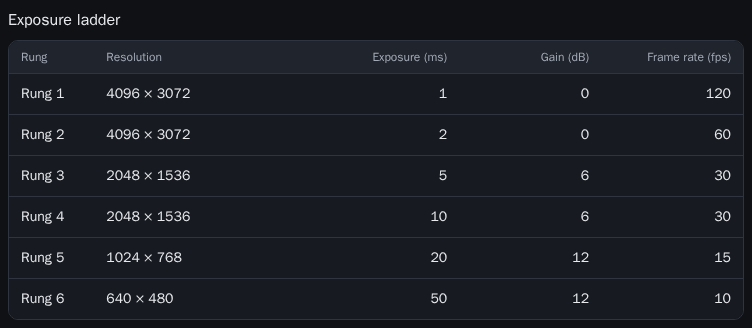 Exposure ladder
Rung Resolution Exposure (ms) Gain (dB) Frame rate (fps)
Rung 1 4096 × 3072 1 0 120
Rung 2 4096 × 3072 2 0 60
Rung 3 2048 × 1536 5 6 30
Rung 4 2048 × 1536 10 6 30
Rung 5 1024 × 768 20 12 15
Rung 6 640 × 480 50 12 10